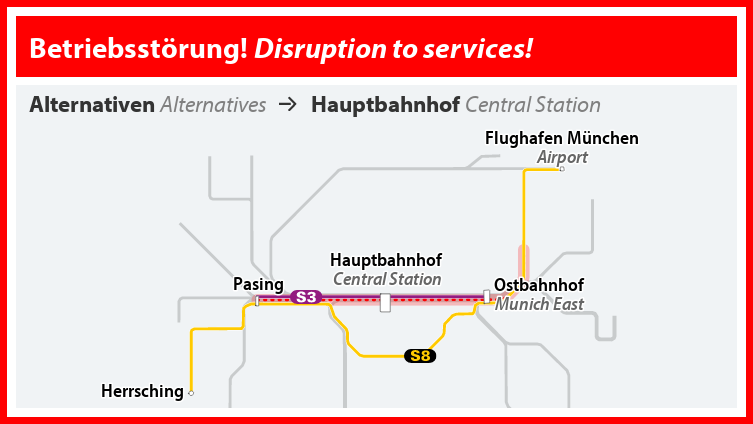 Betriebsstörung! Disruption to services!
Alternativen Alternatives → Hauptbahnhof Central Station
Flughafen München
Airport
Hauptbahnhof
Central Station
Pasing
Ostbahnhof
Munich East
S3
S8
Herrsching